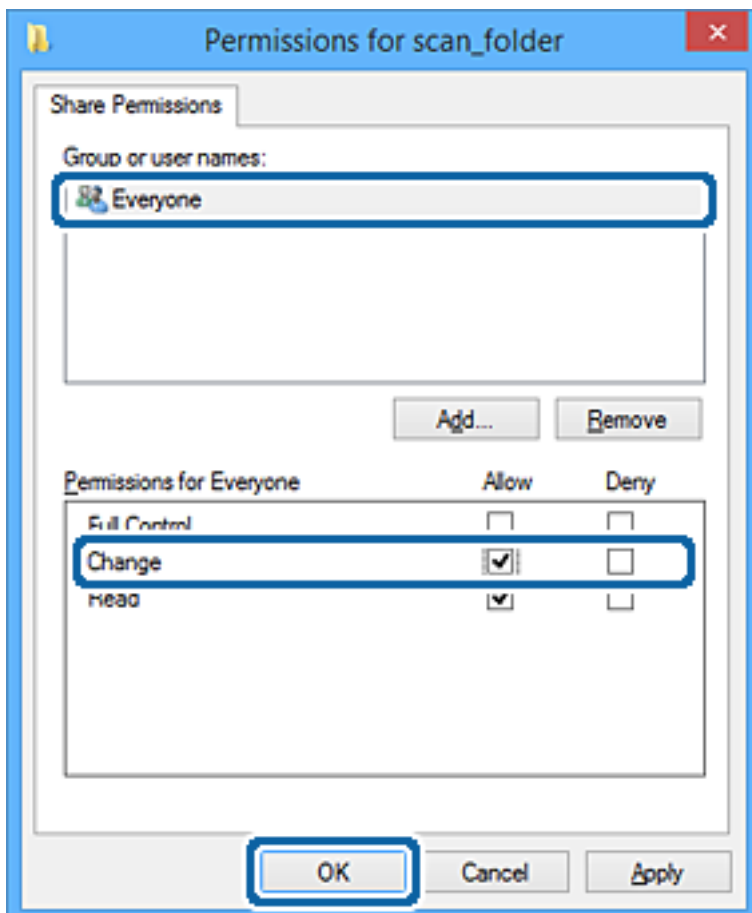 Permissions for scan_folder
Share Permissions
Group or user names:
Everyone
Add... Remove
Permissions for Everyone Allow Deny
Full Control
Change
Read
OK Cancel Apply